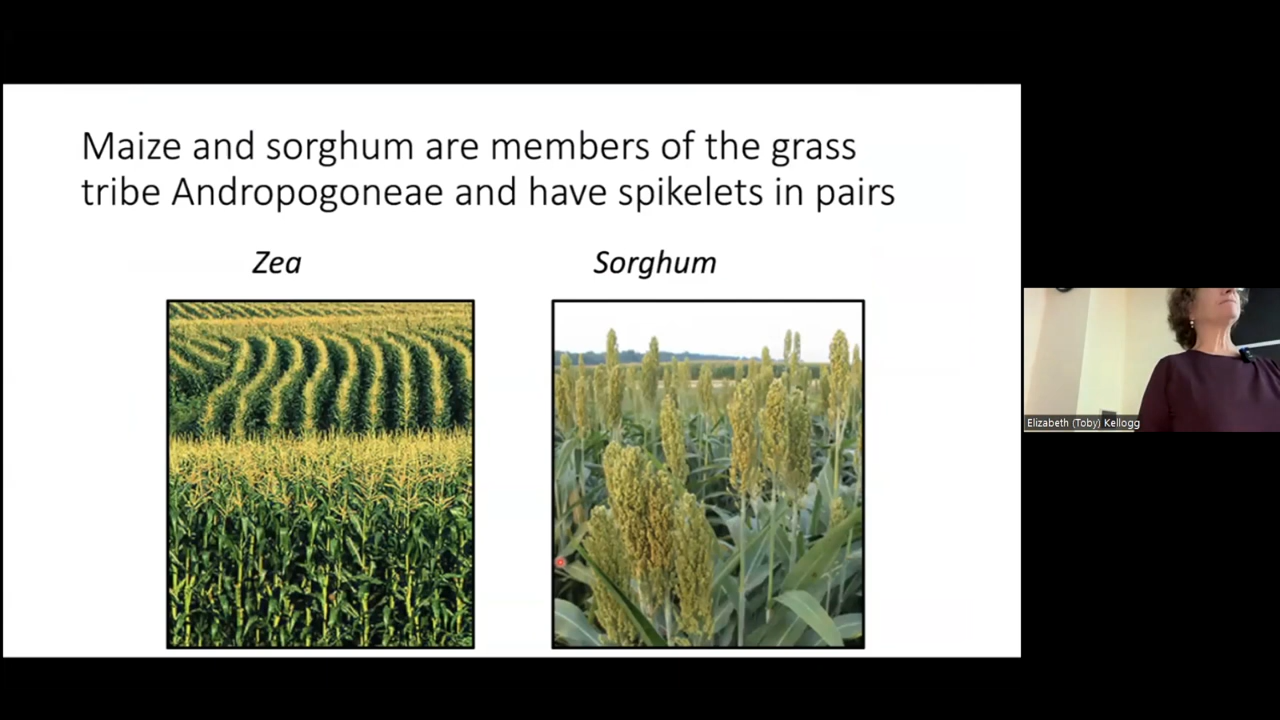 Maize and sorghum are members of the grass
tribe Andropogoneae and have spikelets in pairs
Zea
Sorghum
Elizabeth (Toby) Kellogg